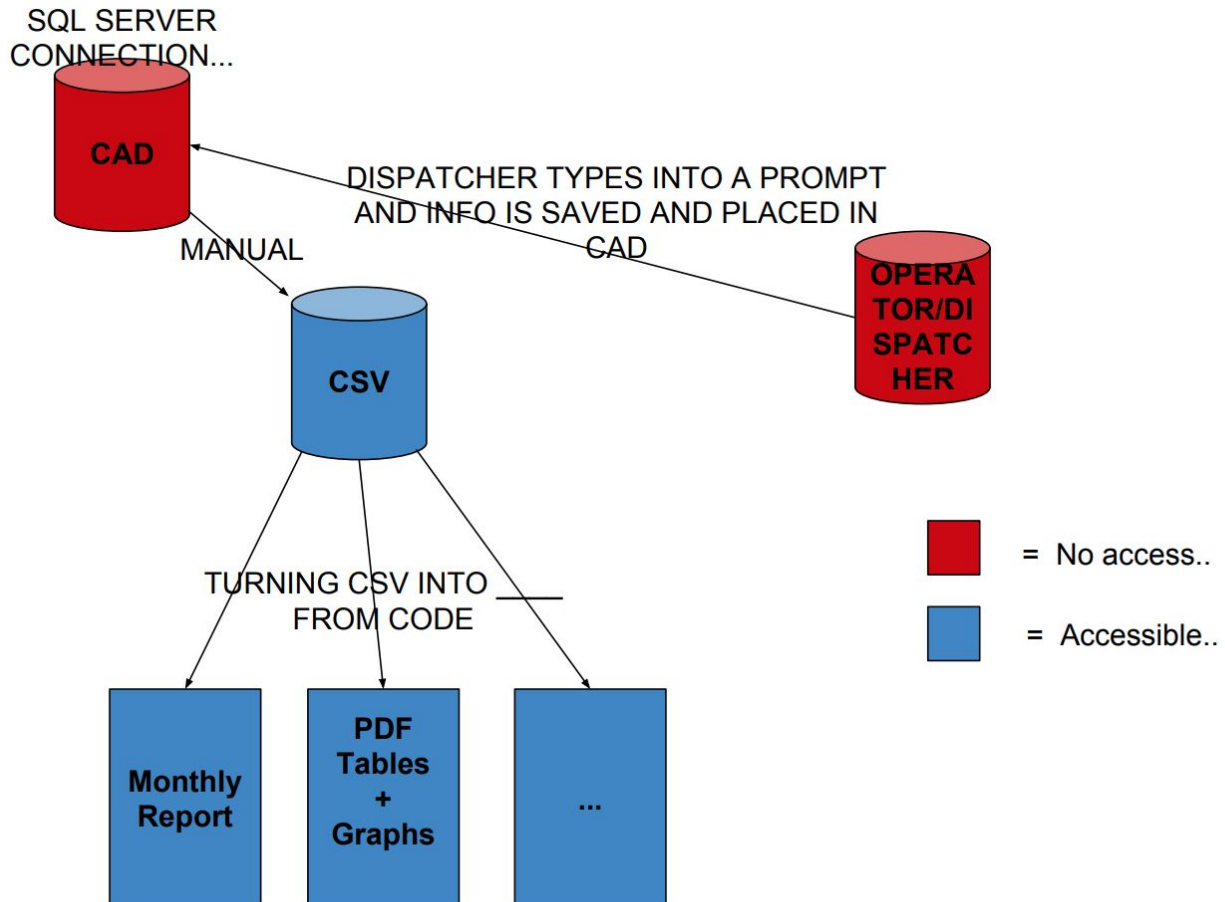 SQL SERVER
CONNECTION...
CAD
DISPATCHER TYPES INTO A PROMPT
AND INFO IS SAVED AND PLACED IN
CAD
MANUAL
OPERA
TOR/DI
SPATC
HER
CSV
= No access..
= Accessible..
TURNING CSV INTO ____
FROM CODE
Monthly
Report
PDF
Tables
+
Graphs
...